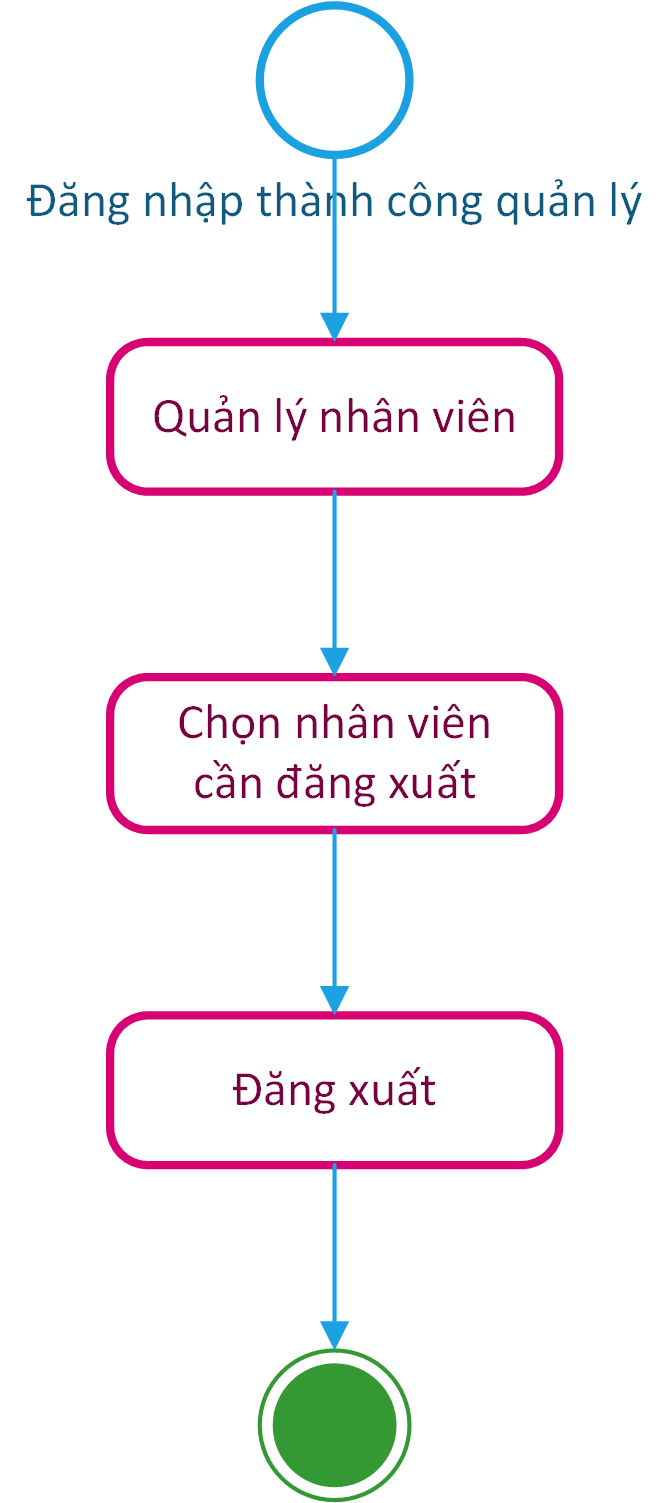 Đăng nhập thành công quản lý
Quản lý nhân viên
Chọn nhân viên
cần đăng xuất
Đăng xuất